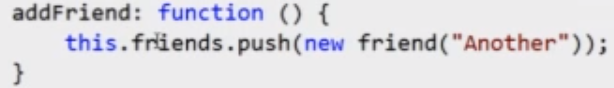 addFriend: function () {
this.friends.push(new friend("Another"));
}